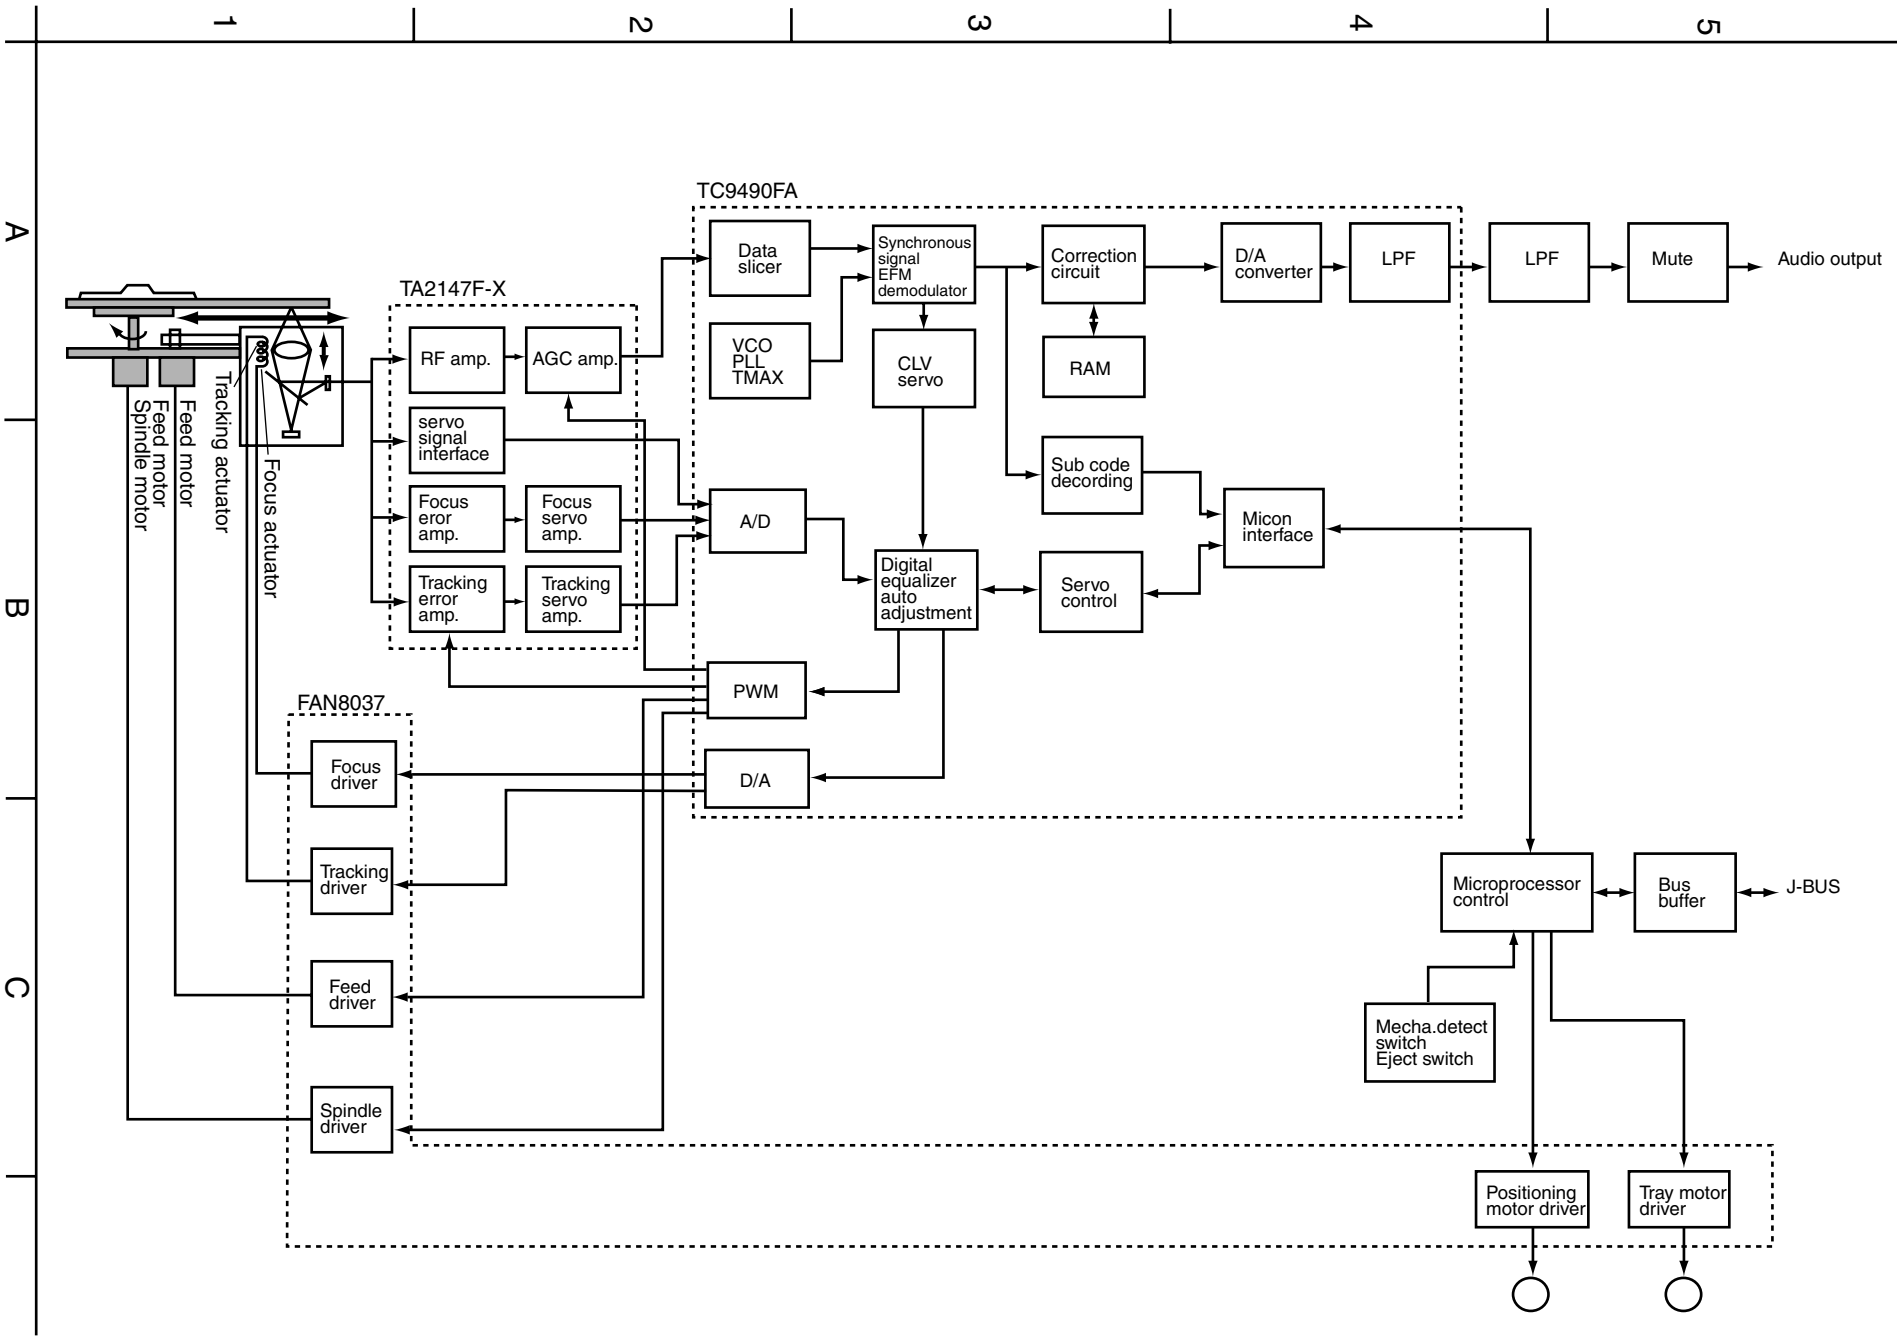 1
2
3
4
5
A
B
C
TC9490FA
Data
slicer
VCO
PLL
TMAX
Synchronous
signal
EFM
demodulator
CLV
servo
Correction
circuit
RAM
D/A
converter
LPF
LPF
Mute
Audio output
TA2147F-X
RF amp.
AGC amp.
servo
signal
interface
Focus
eror
amp.
Focus
servo
amp.
Tracking
error
amp.
Tracking
servo
amp.
A/D
Digital
equalizer
auto
adjustment
Sub code
decording
Servo
control
Micon
interface
PWM
D/A
Tracking actuator
Focus actuator
Feed motor
Feed motor
Spindle motor
FAN8037
Focus
driver
Tracking
driver
Feed
driver
Spindle
driver
Microprocessor
control
Bus
buffer
J-BUS
Mecha.detect
switch
Eject switch
Positioning
motor driver
Tray motor
driver